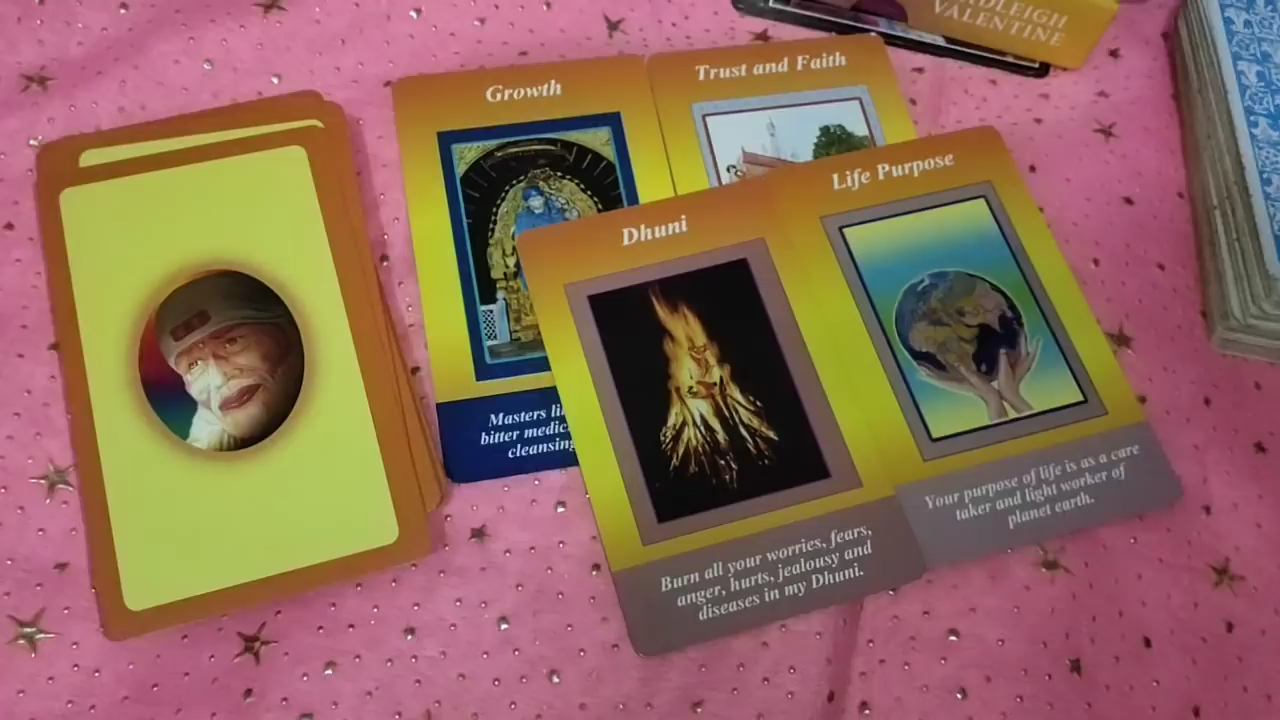 VALENTINE
Growth
Trust and Faith
Dhuni
Life Purpose
Masters
bitter
cleansing
Burn all your worries, fears,
anger, hurts, jealousy and
diseases in my Dhuni.
Your purpose of life is as a care
taker and light worker of
planet earth.